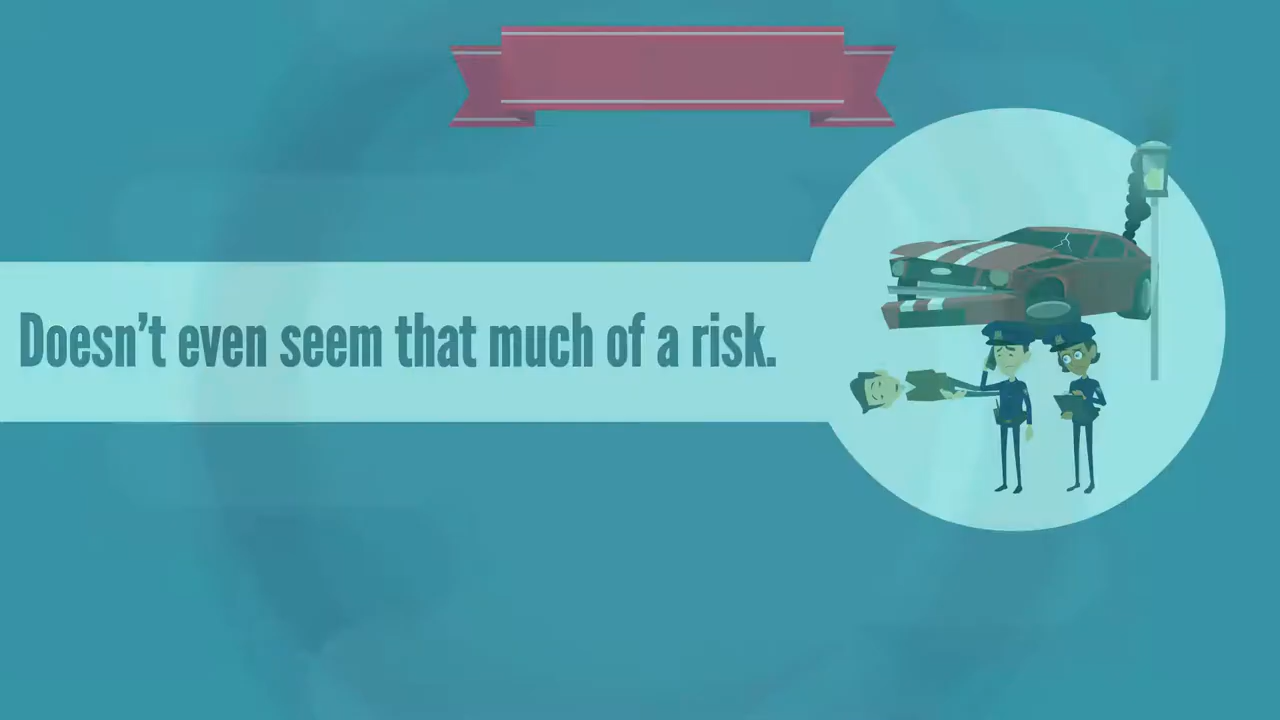 Doesn’t even seem that much of a risk.